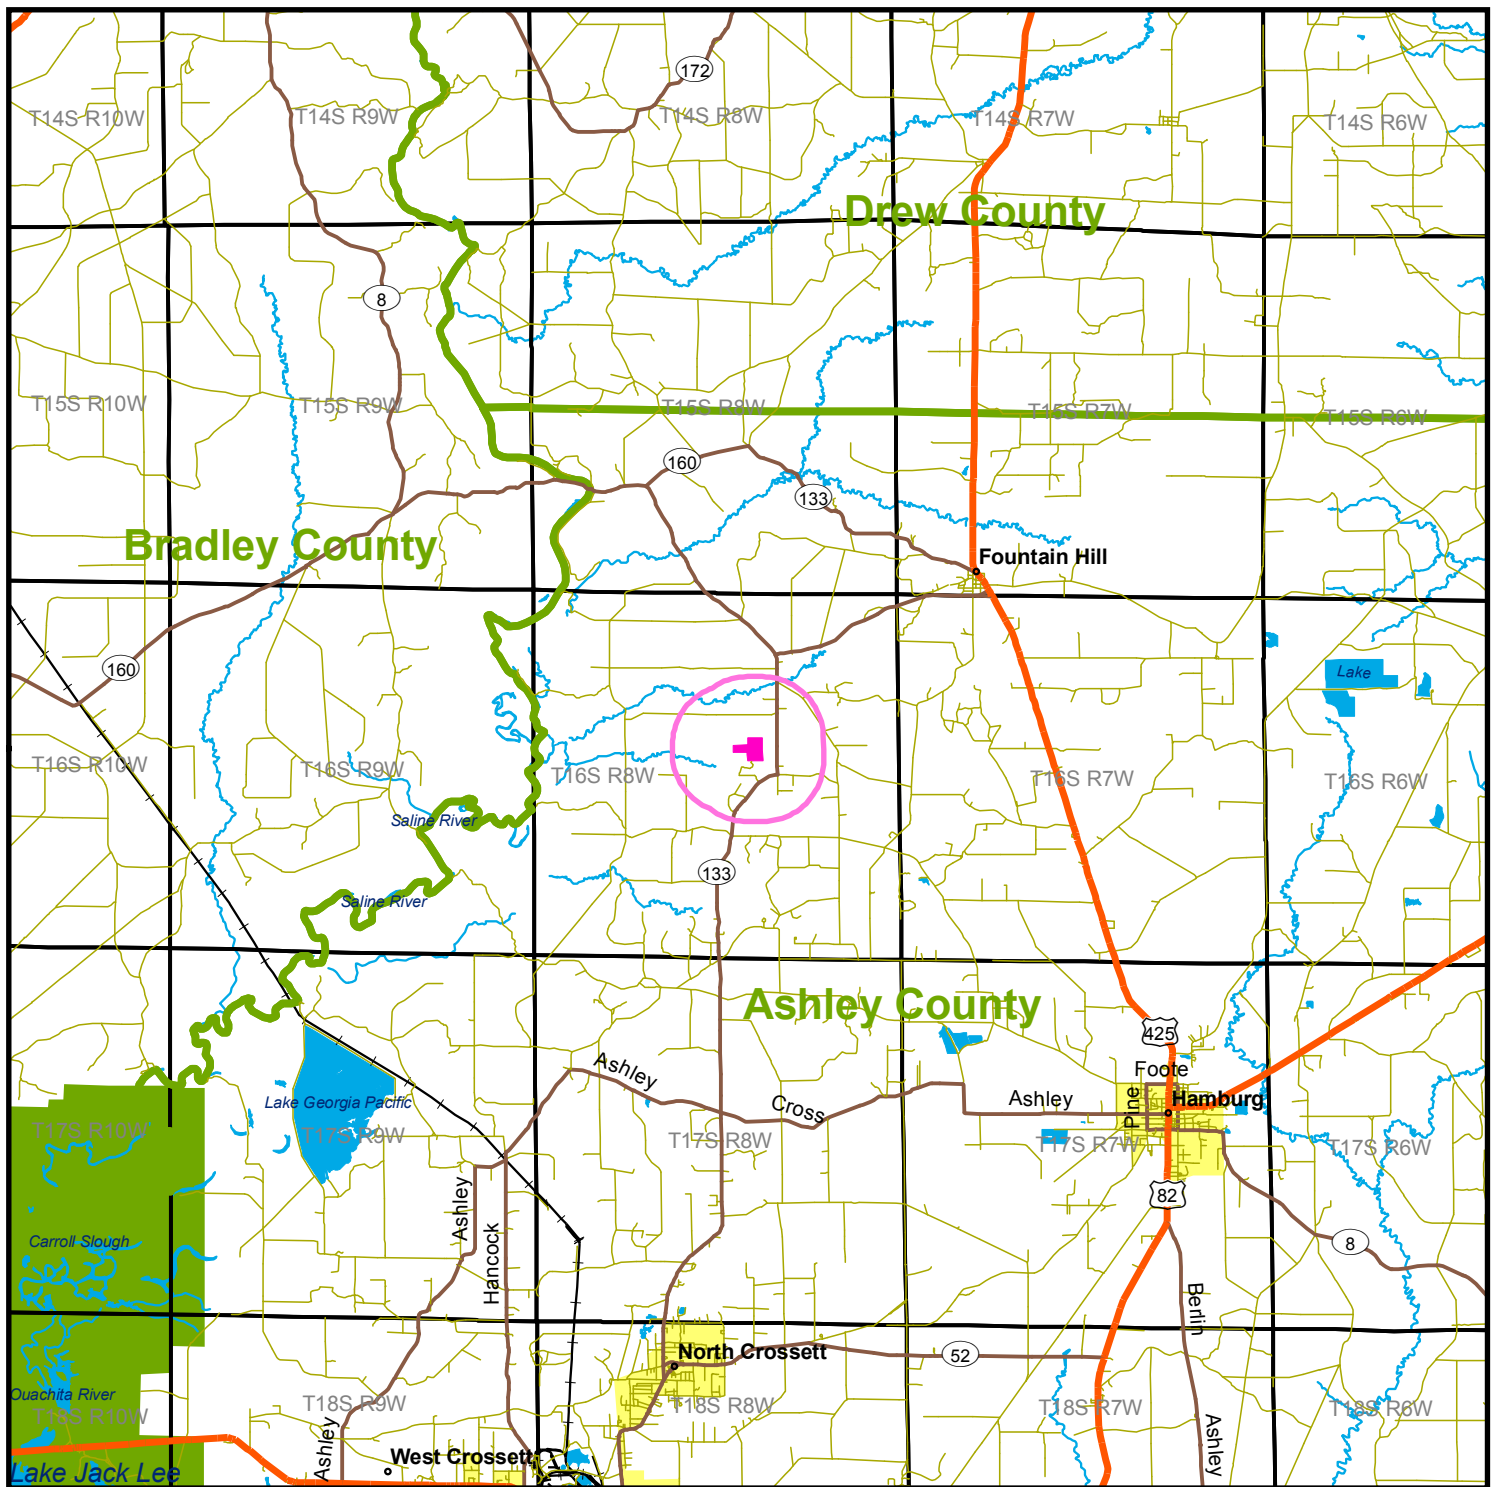 172
T14S R10W
T14S R9W
T14S R8W
T14S R7W
T14S R6W
Drew County
8
T15S R10W
T15S R9W
T15S R8W
T15S R7W
T15S R6W
160
133
Bradley County
Fountain Hill
160
Lake
T16S R10W
T16S R9W
T16S R8W
T16S R7W
T16S R6W
Saline River
133
Saline River
Ashley County
425
Foote
Ashley
Cross
Ashley
Pine
Hamburg
Lake Georgia Pacific
T17S R10W
T17S R9W
T17S R8W
T17S R7W
T17S R6W
82
Ashley
Hancock
Carroll Slough
8
Berlin
North Crossett
52
Ouachita River
T18S R10W
T18S R9W
T18S R8W
T18S R7W
T18S R6W
Ashley
West Crossett
Ashley
Lake Jack Lee